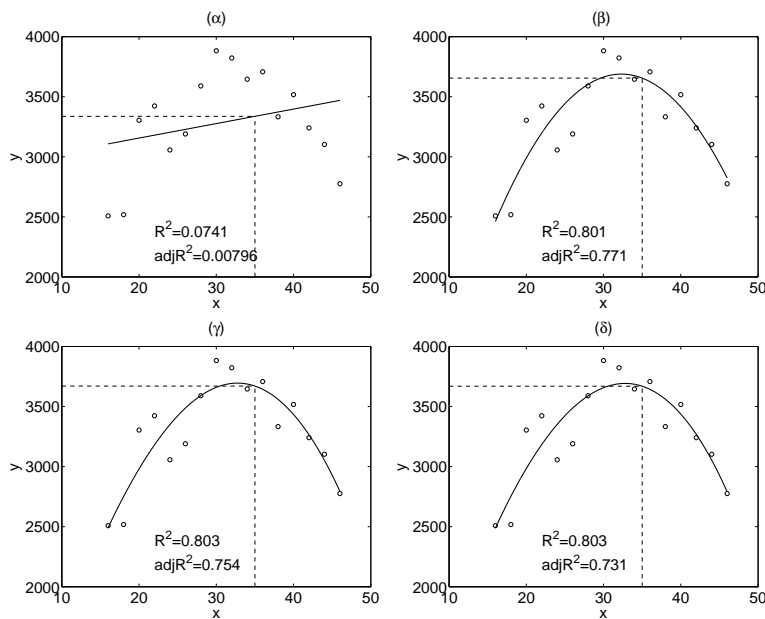 (α)
4000
3500
3000
2500
2000
y
R²=0.0741
adjR²=0.00796
10 20 30 40 50
x
(β)
4000
3500
3000
2500
2000
y
R²=0.801
adjR²=0.771
10 20 30 40 50
x
(γ)
4000
3500
3000
2500
2000
y
R²=0.803
adjR²=0.754
10 20 30 40 50
x
(δ)
4000
3500
3000
2500
2000
y
R²=0.803
adjR²=0.731
10 20 30 40 50
x